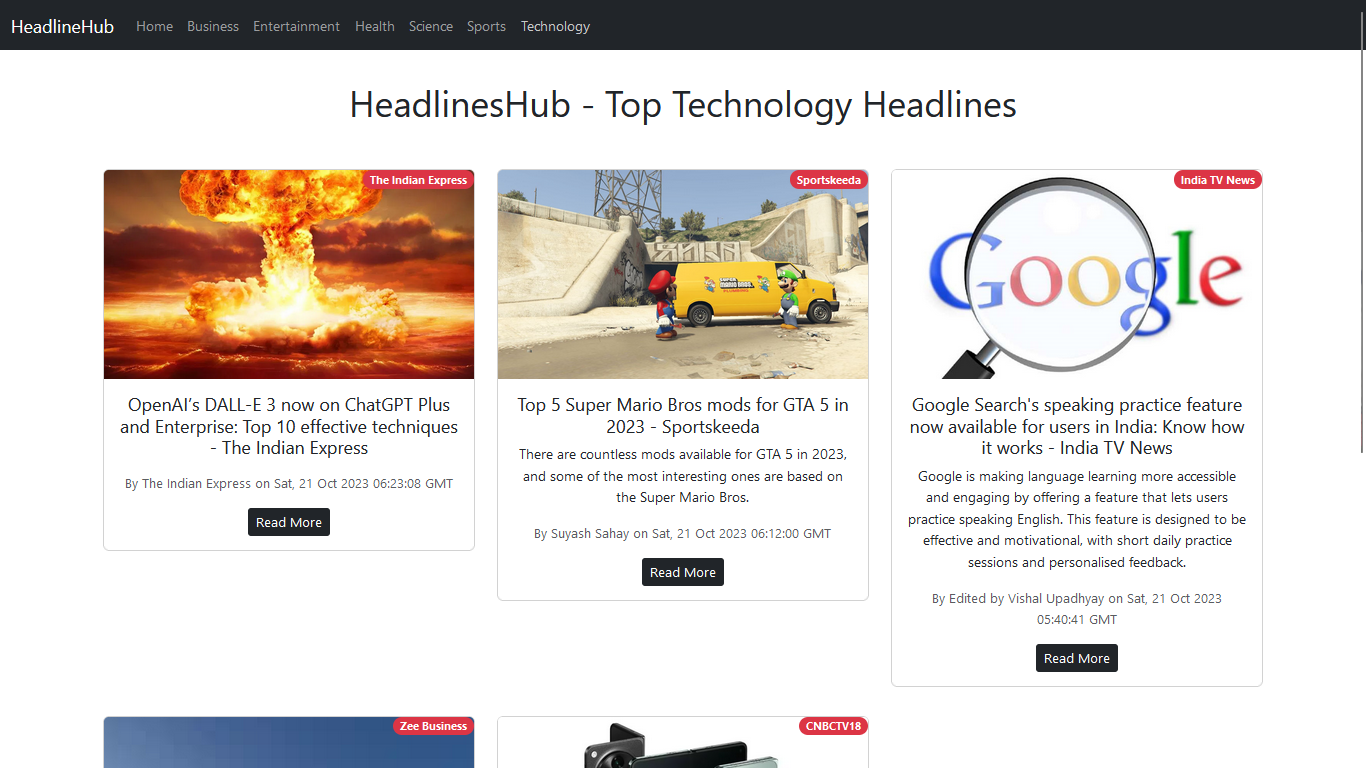 HeadlineHub Home Business Entertainment Health Science Sports Technology
HeadlinesHub - Top Technology Headlines
The Indian Express
OpenAI’s DALL-E 3 now on ChatGPT Plus
and Enterprise: Top 10 effective techniques
- The Indian Express
By The Indian Express on Sat, 21 Oct 2023 06:23:08 GMT
Read More
Sportskeeda
SUPER
MARIO BROS.
PLUMBING
Top 5 Super Mario Bros mods for GTA 5 in
2023 - Sportskeeda
There are countless mods available for GTA 5 in 2023,
and some of the most interesting ones are based on
the Super Mario Bros.
By Suyash Sahay on Sat, 21 Oct 2023 06:12:00 GMT
Read More
India TV News
Google
Google Search's speaking practice feature
now available for users in India: Know how
it works - India TV News
Google is making language learning more accessible
and engaging by offering a feature that lets users
practice speaking English. This feature is designed to be
effective and motivational, with short daily practice
sessions and personalised feedback.
By Edited by Vishal Upadhyay on Sat, 21 Oct 2023
05:40:41 GMT
Read More
Zee Business
CNBCTV18